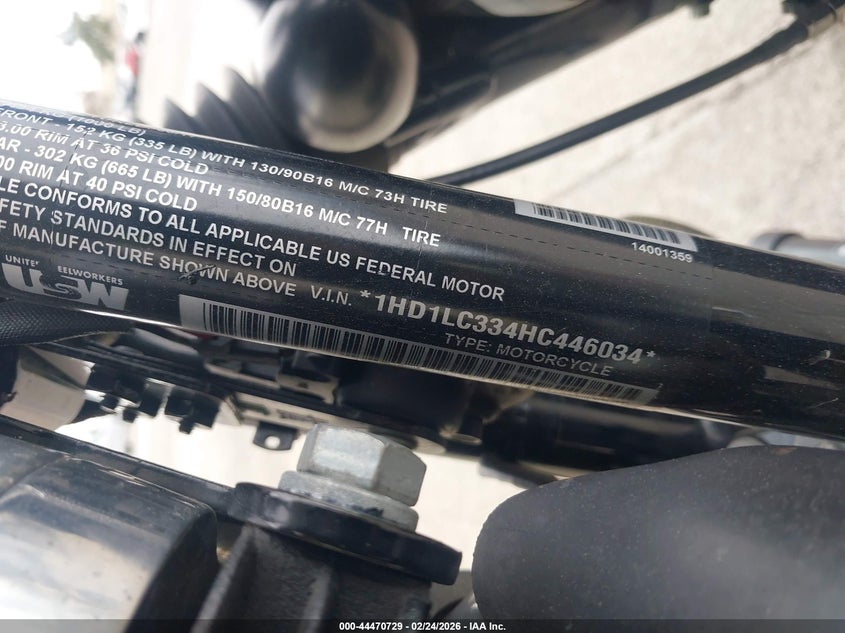 FRONT - 152 KG (335 LB) WITH 130/90B16 M/C 73H TIRE
.00 RIM AT 36 PSI COLD
AR - 302 KG (665 LB) WITH 150/80B16 M/C 77H TIRE
00 RIM AT 40 PSI COLD
LE CONFORMS TO ALL APPLICABLE US FEDERAL MOTOR
AFETY STANDARDS IN EFFECT ON
F MANUFACTURE SHOWN ABOVE V.I.N. *1HD1LC334HC446034*
TYPE: MOTORCYCLE
14001359
UNITE EELWORKERS
USW
000-44470729 - 02/24/2026 - IAA Inc.